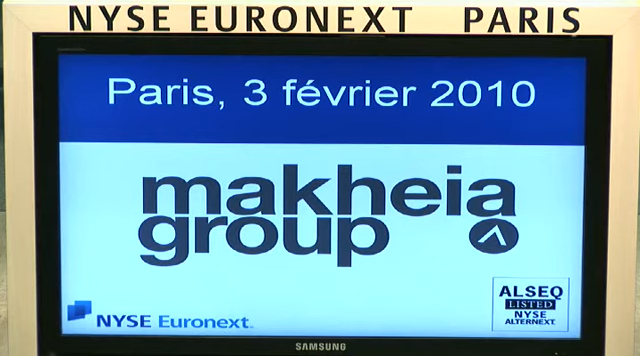 NYSE EURONEXT PARIS
Paris, 3 février 2010
makheia
group
NYSE Euronext.
ALSEQ
LISTED
NYSE
ALTERNEXT.
SAMSUNG